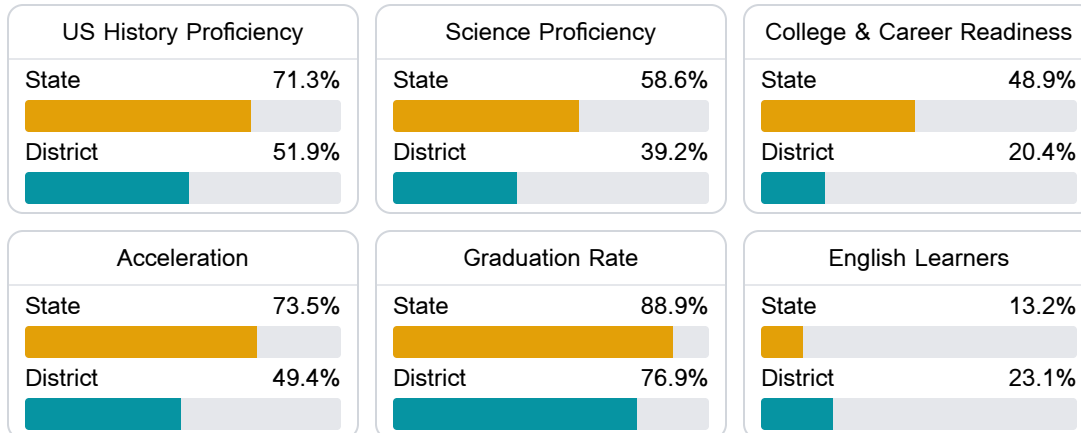 US History Proficiency
State 71.3%
District 51.9%
Science Proficiency
State 58.6%
District 39.2%
College & Career Readiness
State 48.9%
District 20.4%
Acceleration
State 73.5%
District 49.4%
Graduation Rate
State 88.9%
District 76.9%
English Learners
State 13.2%
District 23.1%